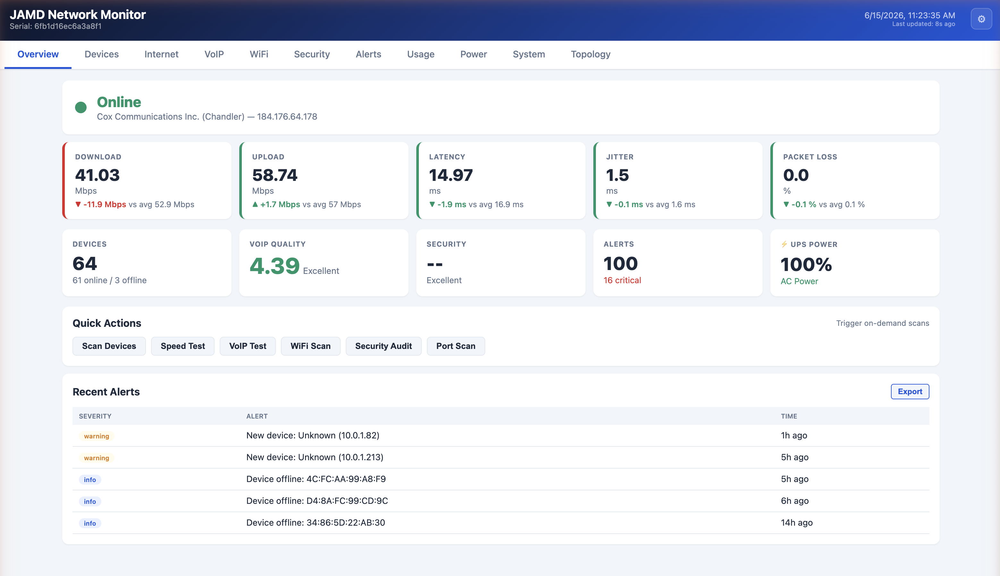 JAMD Network Monitor
Serial: 6fb1d16ec6a3a8f1
6/15/2026, 11:23:35 AM
Last updated: 8s ago
Overview Devices Internet VoIP WiFi Security Alerts Usage Power System Topology
Online
Cox Communications Inc. (Chandler) — 184.176.64.178
DOWNLOAD
41.03
Mbps
▼ -11.9 Mbps vs avg 52.9 Mbps
UPLOAD
58.74
Mbps
▲ +1.7 Mbps vs avg 57 Mbps
LATENCY
14.97
ms
▼ -1.9 ms vs avg 16.9 ms
JITTER
1.5
ms
▼ -0.1 ms vs avg 1.6 ms
PACKET LOSS
0.0
%
▼ -0.1 % vs avg 0.1 %
DEVICES
64
61 online / 3 offline
VOIP QUALITY
4.39 Excellent
SECURITY
--
Excellent
ALERTS
100
16 critical
⚡ UPS POWER
100%
AC Power
Quick Actions
Trigger on-demand scans
Scan Devices Speed Test VoIP Test WiFi Scan Security Audit Port Scan
Recent Alerts
Export
SEVERITY ALERT TIME
warning New device: Unknown (10.0.1.82) 1h ago
warning New device: Unknown (10.0.1.213) 5h ago
info Device offline: 4C:FC:AA:99:A8:F9 5h ago
info Device offline: D4:8A:FC:99:CD:9C 6h ago
info Device offline: 34:86:5D:22:AB:30 14h ago